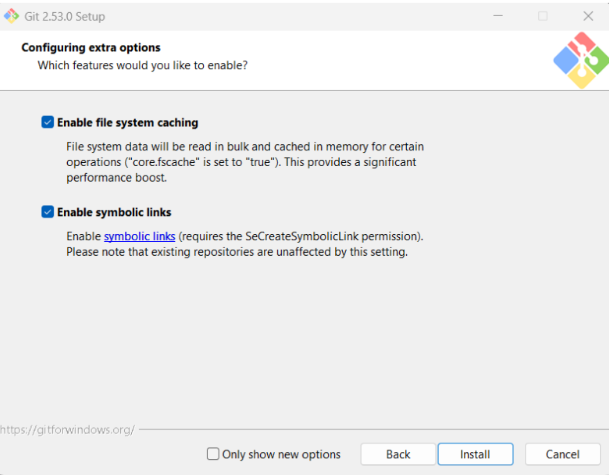 Git 2.53.0 Setup
Configuring extra options
Which features would you like to enable?
Enable file system caching
File system data will be read in bulk and cached in memory for certain
operations ("core.fscache" is set to "true"). This provides a significant
performance boost.
Enable symbolic links
Enable symbolic links (requires the SeCreateSymbolicLink permission).
Please note that existing repositories are unaffected by this setting.
https://gitforwindows.org/
Only show new options Back Install Cancel